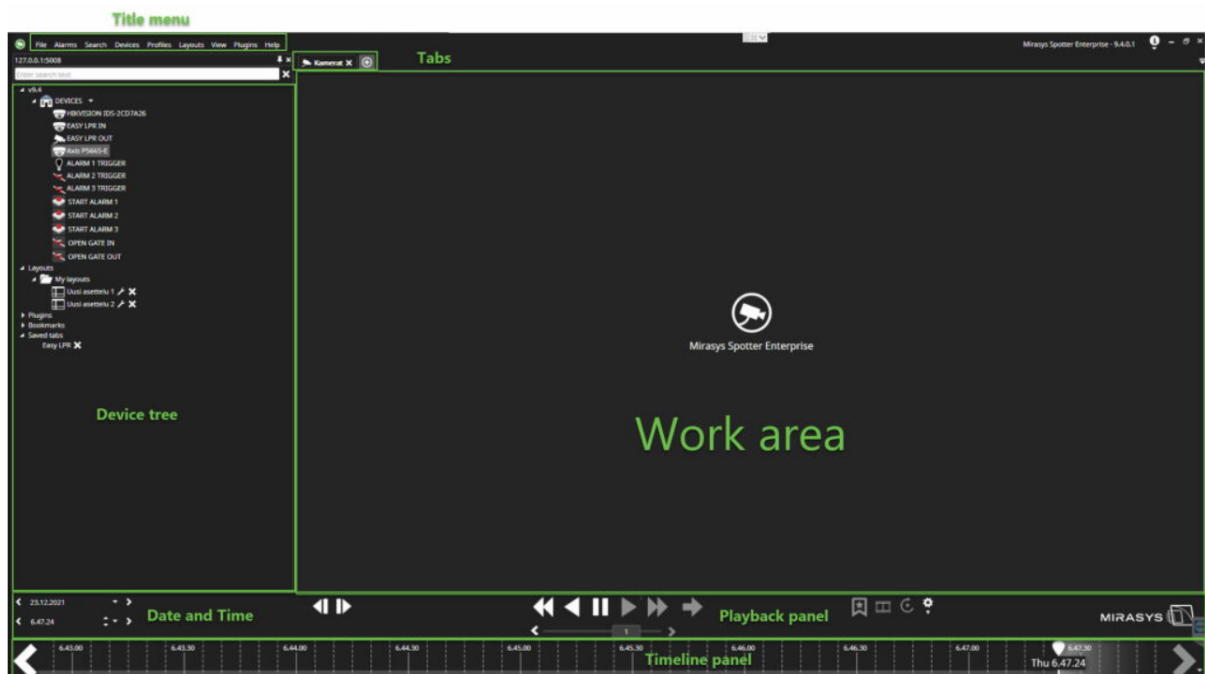 Title menu
File Alarms Search Devices Profiles Layouts View Plugins Help
Mirasys Spotter Enterprise - 9.4.0.1
127.0.0.1:5008
Kamerat
Tabs
Enter search text
v9.4
DEVICES
HIKVISION IDS-2CD7A26
EASY LPR IN
EASY LPR OUT
Axis P5665-E
ALARM 1 TRIGGER
ALARM 2 TRIGGER
ALARM 3 TRIGGER
START ALARM 1
START ALARM 2
START ALARM 3
OPEN GATE IN
OPEN GATE OUT
Layouts
My layouts
Uusi asettelu 1
Uusi asettelu 2
Plugins
Bookmarks
Saved tabs
Easy LPR
Device tree
Mirasys Spotter Enterprise
Work area
23.12.2021
6.47.24
Date and Time
Playback panel
1
MIRASYS
6.43.00 6.43.30 6.44.00 6.44.30 6.45.00 6.45.30 6.46.00 6.46.30 6.47.00 6.47.30
Timeline panel
Thu 6.47.24